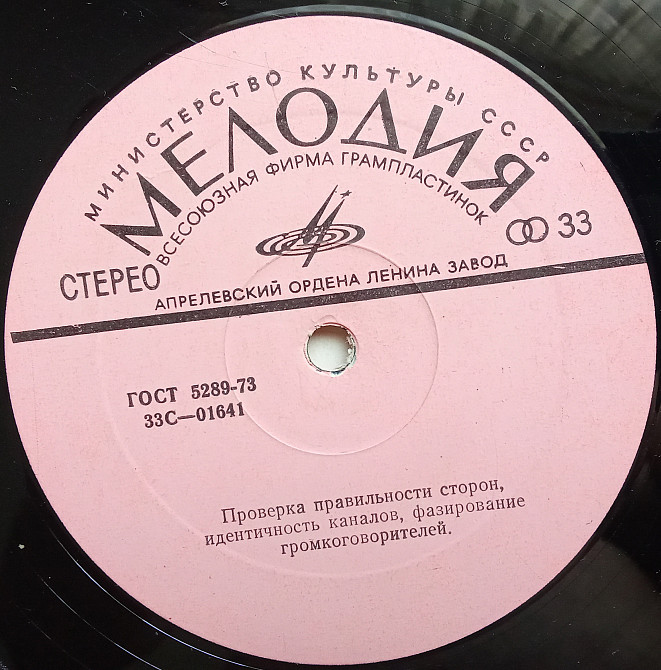 МИНИСТЕРСТВО КУЛЬТУРЫ СССР
МЕЛОДИЯ
ВСЕСОЮЗНАЯ ФИРМА ГРАМПЛАСТИНОК
СТЕРЕО
33
АПРЕЛЕВСКИЙ ОРДЕНА ЛЕНИНА ЗАВОД
ГОСТ 5289-73
33С—01641
Проверка правильности сторон,
идентичность каналов, фазирование
громкоговорителей.